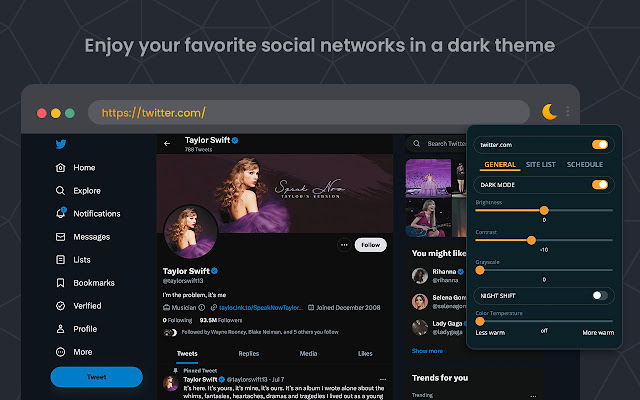 Enjoy your favorite social networks in a dark theme
https://twitter.com/
Taylor Swift
788 Tweets
Home
Explore
Notifications
Messages
Lists
Bookmarks
Verified
Profile
More
Tweet
Speak Now
TAYLOR'S VERSION
Follow
Taylor Swift
@taylorswift13
I'm the problem, it's me
Musician
taylor.lnk.to/SpeakNowTaylor...
Joined December 2008
0 Following 93.5M Followers
Followed by Wayne Rooney, Blake Neiman, and 5 others you follow
Tweets Replies Media Likes
Pinned Tweet
Taylor Swift @taylorswift13 · Jul 7
It's here. It's yours, it's mine, it's ours. It's an album I wrote alone about the
whims, fantasies, heartaches, dramas and tragedies I lived out as a young
Search Twitter
You might like
Rihanna
@rihanna
Selena Gome
@selenagom
Lady Gaga
@ladygaga
Show more
Trends for you
twitter.com
GENERAL SITE LIST SCHEDULE
DARK MODE
Brightness
0
Contrast
-10
Grayscale
0
NIGHT SHIFT
Color Temperature
Less warm off More warm